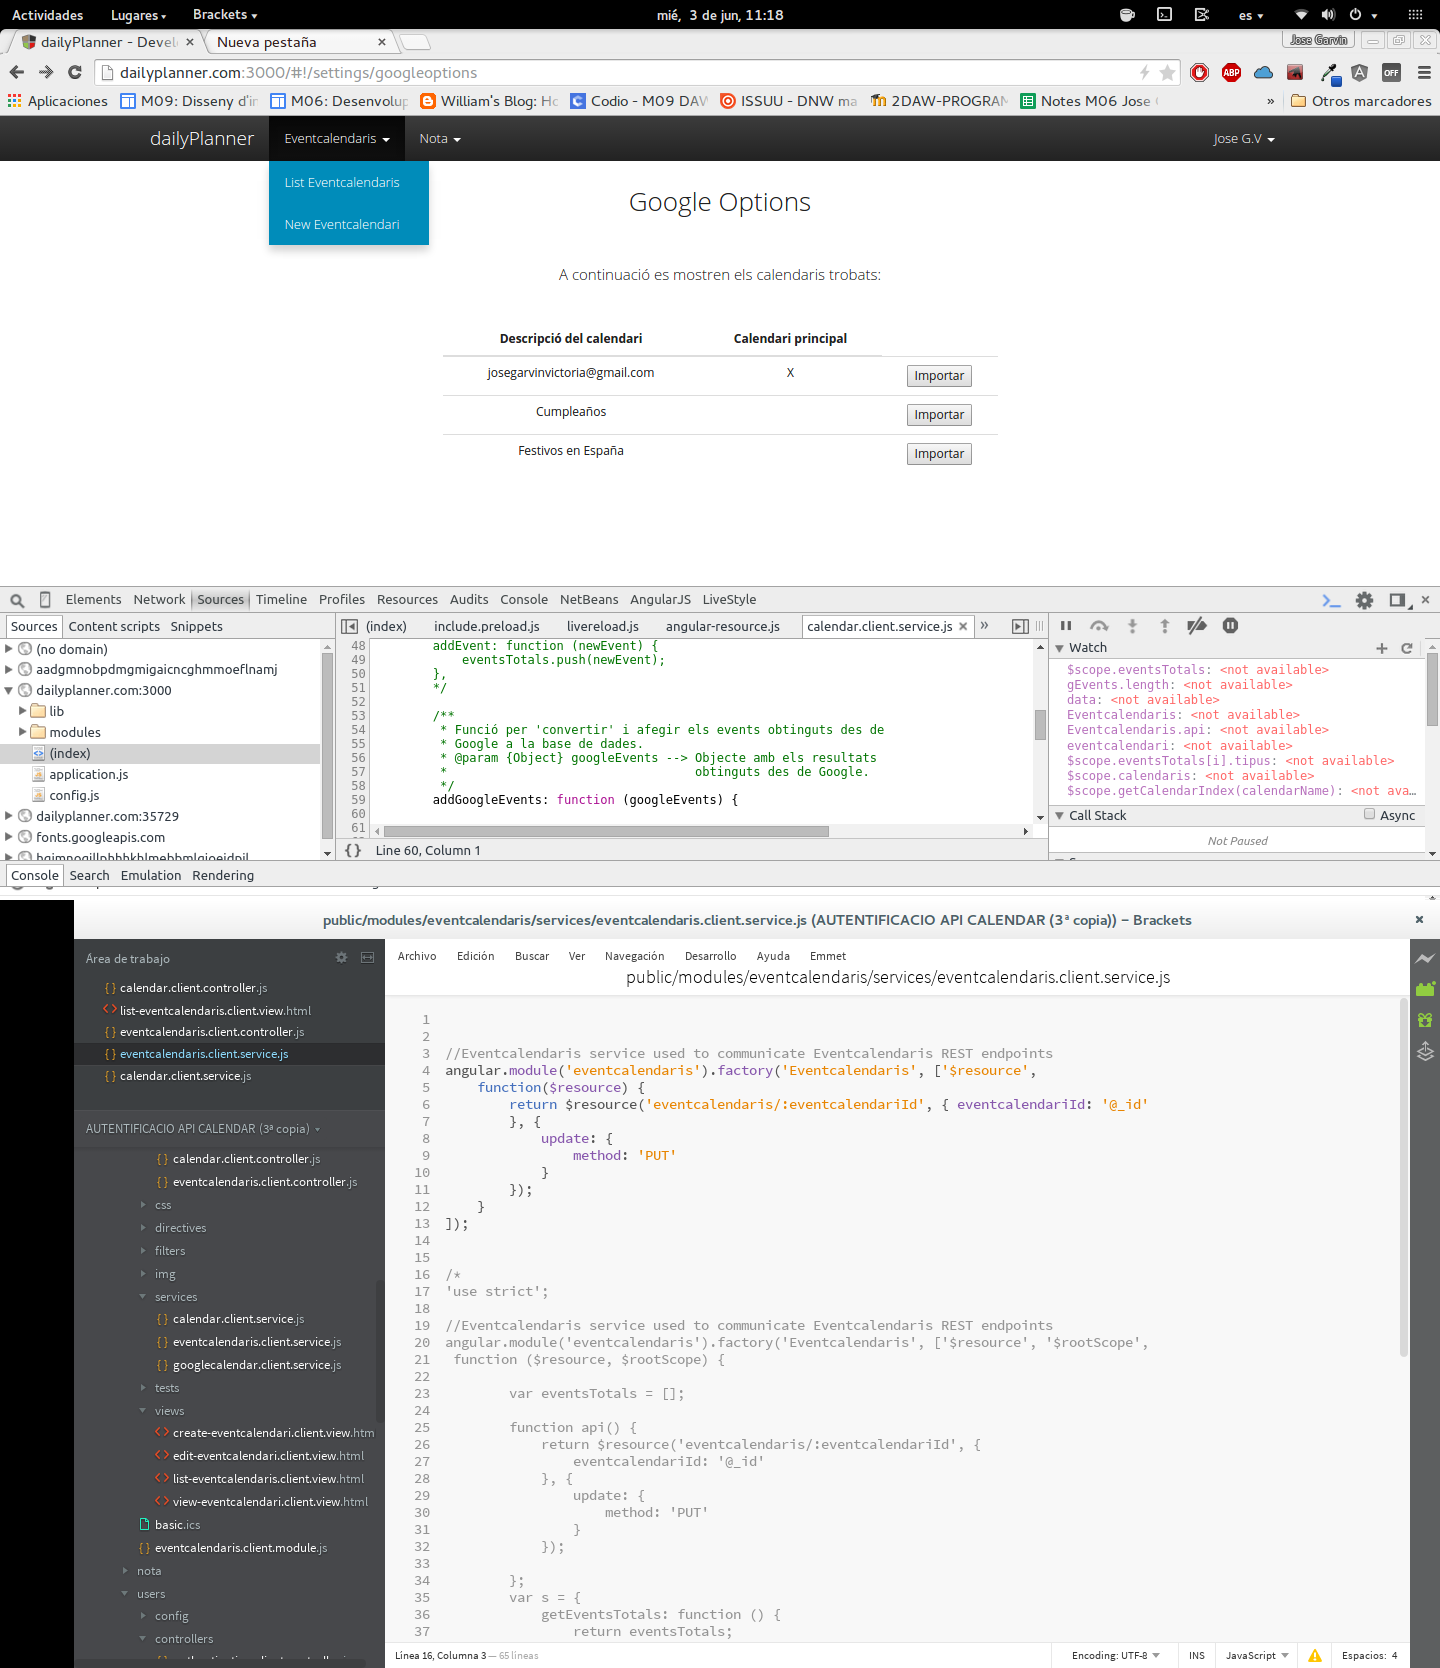 Actividades Lugares Brackets mié, 3 de jun, 11:18 es
dailyPlanner - Devel Nueva pestaña Jose Garvin
dailyplanner.com:3000/#!/settings/googleoptions ABP OFF
Aplicaciones M09: Disseny d'in M06: Desenvolup William's Blog: Ho Codio - M09 DAW ISSUU - DNW ma 2DAW-PROGRAM Notes M06 Jose » Otros marcadores
dailyPlanner Eventcalendaris Nota Jose G.V
List Eventcalendaris
New Eventcalendari
Google Options
A continuació es mostren els calendaris trobats:
Descripció del calendari Calendari principal
josegarvinvictoria@gmail.com X Importar
Cumpleaños Importar
Festivos en España Importar
Elements Network Sources Timeline Profiles Resources Audits Console NetBeans AngularJS LiveStyle
Sources Content scripts Snippets
(no domain)
aadgmnobpdmgmigaicncghmmoeflnamj
dailyplanner.com:3000
lib
modules
(index)
application.js
config.js
dailyplanner.com:35729
fonts.googleapis.com
(index) include.preload.js livereload.js angular-resource.js calendar.client.service.js »
48 addEvent: function (newEvent) {
49 eventsTotals.push(newEvent);
50 },
51 */
52
53 /**
54 * Funció per 'convertir' i afegir els events obtinguts des de
55 * Google a la base de dades.
56 * @param {Object} googleEvents --> Objecte amb els resultats
57 * obtinguts des de Google.
58 */
59 addGoogleEvents: function (googleEvents) {
60
61
{} Line 60, Column 1
Watch
$scope.eventsTotals: <not available>
gEvents.length: <not available>
data: <not available>
Eventcalendaris: <not available>
Eventcalendaris.api: <not available>
eventcalendari: <not available>
$scope.eventsTotals[i].tipus: <not available>
$scope.calendaris: <not available>
$scope.getCalendarIndex(calendarName): <not ava…
Call Stack Async
Not Paused
Console Search Emulation Rendering
public/modules/eventcalendaris/services/eventcalendaris.client.service.js (AUTENTIFICACIO API CALENDAR (3ª copia)) – Brackets
Área de trabajo
calendar.client.controller.js
list-eventcalendaris.client.view.html
eventcalendaris.client.controller.js
eventcalendaris.client.service.js
calendar.client.service.js
AUTENTIFICACIO API CALENDAR (3ª copia)
calendar.client.controller.js
eventcalendaris.client.controller.js
css
directives
filters
img
services
calendar.client.service.js
eventcalendaris.client.service.js
googlecalendar.client.service.js
tests
views
create-eventcalendari.client.view.htm
edit-eventcalendari.client.view.html
list-eventcalendaris.client.view.html
view-eventcalendari.client.view.html
basic.ics
eventcalendaris.client.module.js
nota
users
config
controllers
Archivo Edición Buscar Ver Navegación Desarrollo Ayuda Emmet
public/modules/eventcalendaris/services/eventcalendaris.client.service.js
1
2
3 //Eventcalendaris service used to communicate Eventcalendaris REST endpoints
4 angular.module('eventcalendaris').factory('Eventcalendaris', ['$resource',
5 function($resource) {
6 return $resource('eventcalendaris/:eventcalendariId', { eventcalendariId: '@_id'
7 }, {
8 update: {
9 method: 'PUT'
10 }
11 });
12 }
13 ]);
14
15
16 /*
17 'use strict';
18
19 //Eventcalendaris service used to communicate Eventcalendaris REST endpoints
20 angular.module('eventcalendaris').factory('Eventcalendaris', ['$resource', '$rootScope',
21 function ($resource, $rootScope) {
22
23 var eventsTotals = [];
24
25 function api() {
26 return $resource('eventcalendaris/:eventcalendariId', {
27 eventcalendariId: '@_id'
28 }, {
29 update: {
30 method: 'PUT'
31 }
32 });
33
34 };
35 var s = {
36 getEventsTotals: function () {
37 return eventsTotals;
Línea 16, Columna 3 — 65 líneas Encoding: UTF-8 INS JavaScript Espacios: 4